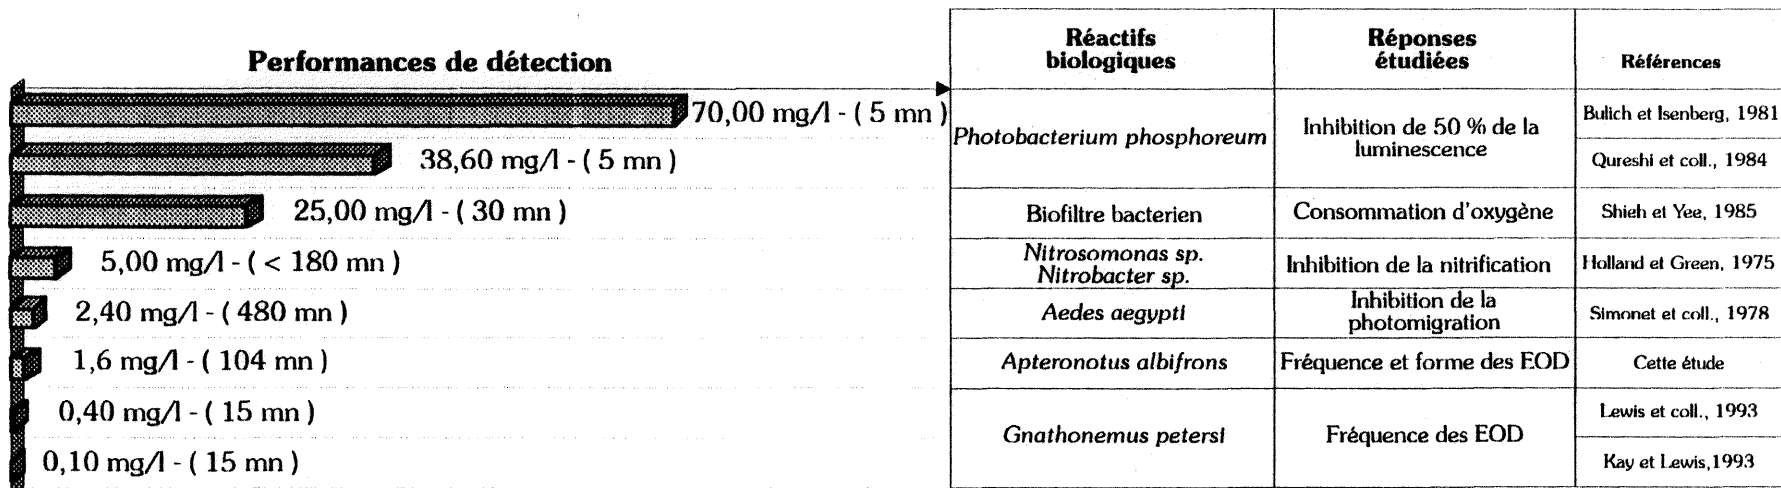 Performances de détection
Réactifs
biologiques
Réponses
étudiées
Références
70,00 mg/l - ( 5 mn )
Photobacterium phosphoreum
Inhibition de 50 % de la
luminescence
Bulich et Isenberg, 1981
38,60 mg/l - ( 5 mn )
Qureshi et coll., 1984
25,00 mg/l - ( 30 mn )
Biofiltre bacterien
Consommation d'oxygène
Shieh et Yee, 1985
5,00 mg/l - ( < 180 mn )
Nitrosomonas sp.
Nitrobacter sp.
Inhibition de la nitrification
Holland et Green, 1975
2,40 mg/l - ( 480 mn )
Aedes aegypti
Inhibition de la
photomigration
Simonet et coll., 1978
1,6 mg/l - ( 104 mn )
Apteronotus albifrons
Fréquence et forme des EOD
Cette étude
0,40 mg/l - ( 15 mn )
Gnathonemus petersi
Fréquence des EOD
Lewis et coll., 1993
0,10 mg/l - ( 15 mn )
Kay et Lewis,1993